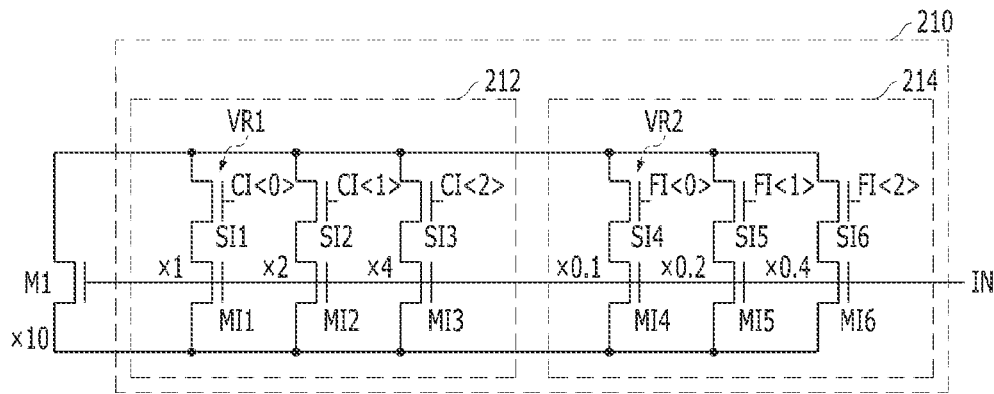 210
212
214
VR1
VR2
CI<0> CI<1> CI<2> FI<0> FI<1> FI<2>
SI1 SI2 SI3 SI4 SI5 SI6
×1 ×2 ×4 ×0.1 ×0.2 ×0.4
M1 IN
MI1 MI2 MI3 MI4 MI5 MI6
×10